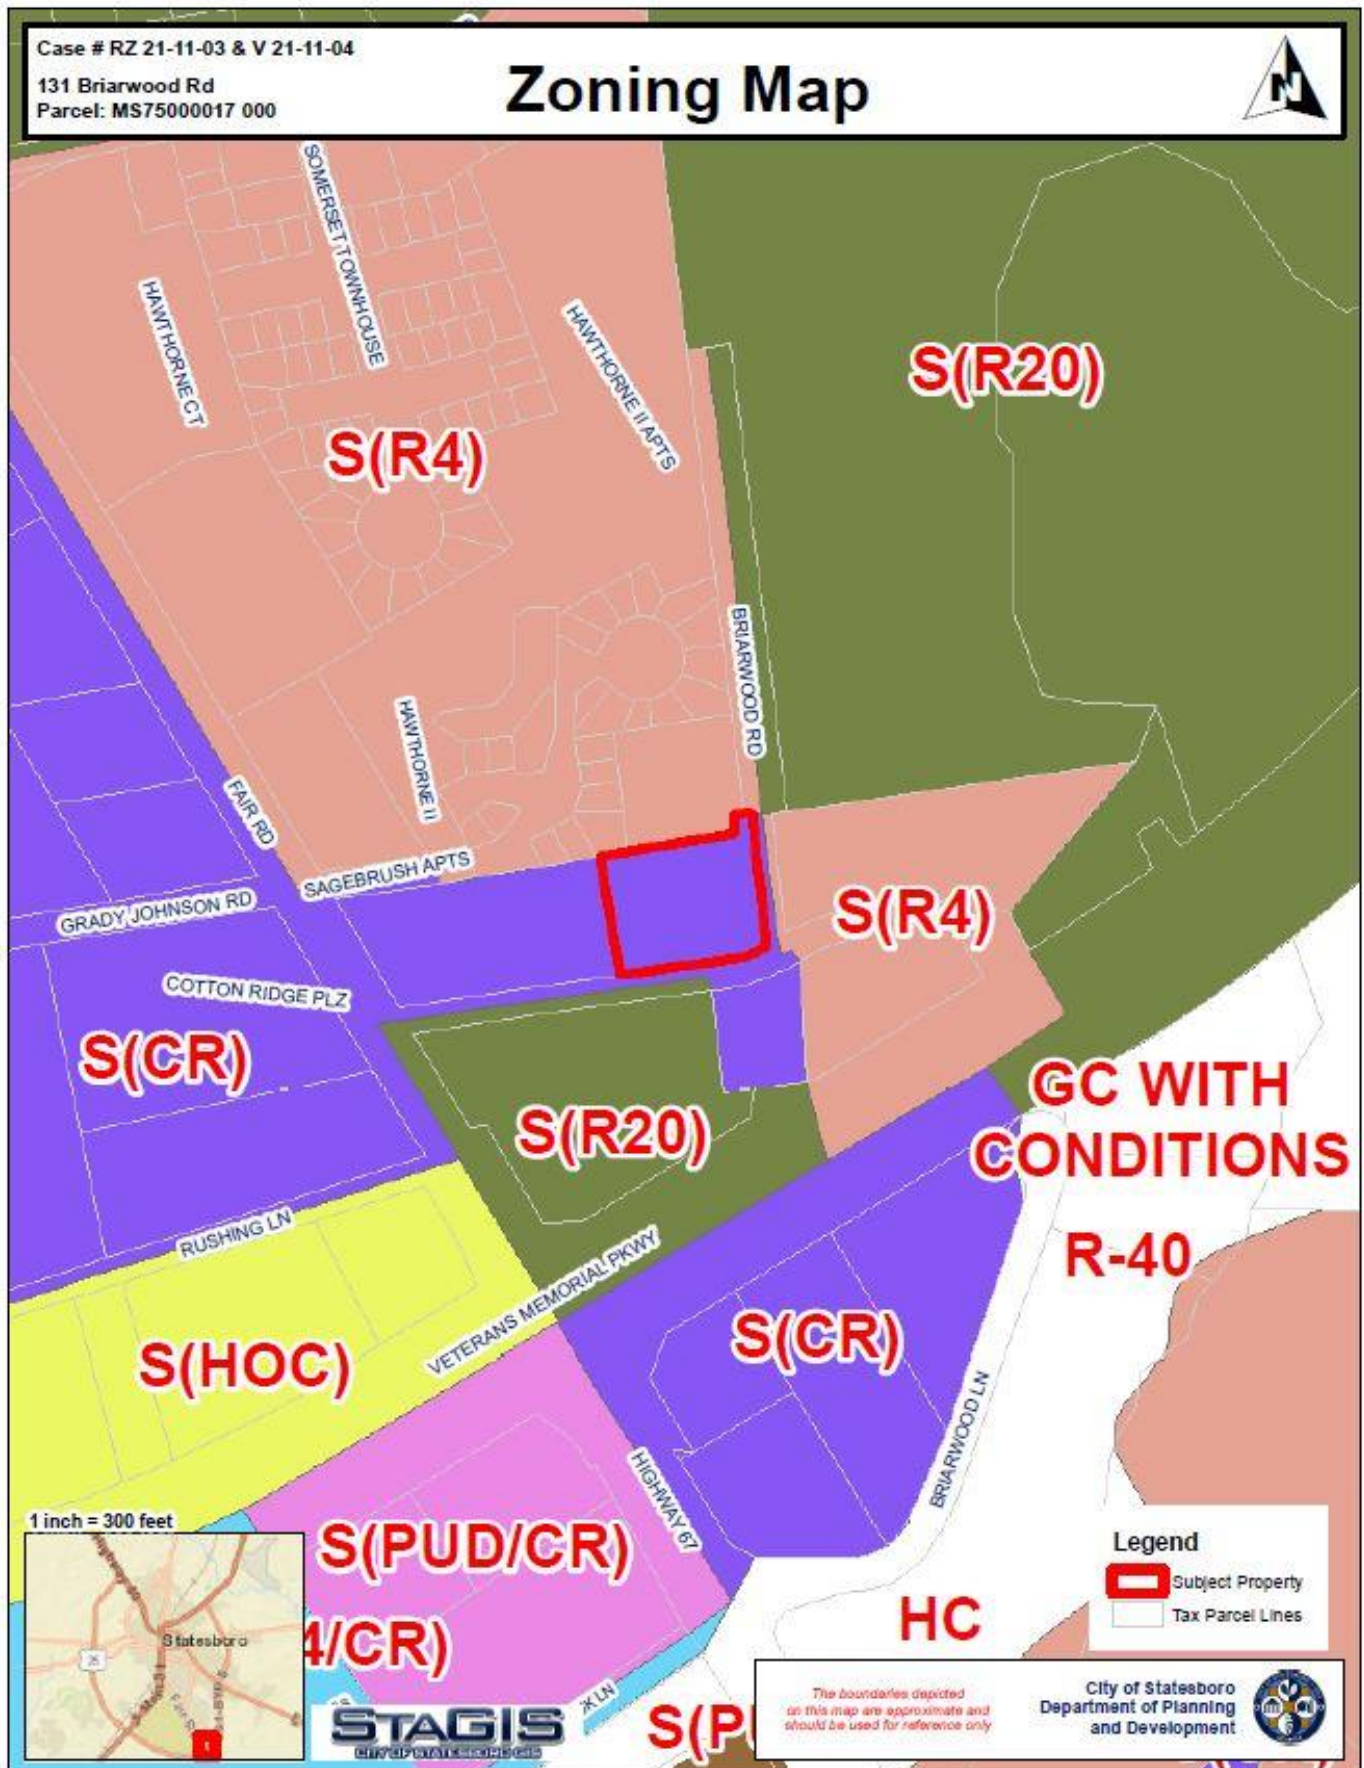 Case # RZ 21-11-03 & V 21-11-04
131 Briarwood Rd
Parcel: MS75000017 000
Zoning Map
N
SOMERSET TOWNHOUSE
HAWTHORNE CT
HAWTHORNE II APTS
S(R20)
S(R4)
BRIARWOOD RD
HAWTHORNE II
FAIR RD
SAGEBRUSH APTS
GRADY JOHNSON RD
S(R4)
COTTON RIDGE PLZ
S(CR)
GC WITH
CONDITIONS
S(R20)
RUSHING LN
R-40
VETERANS MEMORIAL PKWY
S(CR)
S(HOC)
BRIARWOOD LN
HIGHWAY 67
1 inch = 300 feet
S(PUD/CR)
Legend
Subject Property
Tax Parcel Lines
HC
Statesboro
4/CR)
K LN
STAGIS
CITY OF STATESBORO GIS
S(P
The boundaries depicted
on this map are approximate and
should be used for reference only
City of Statesboro
Department of Planning
and Development